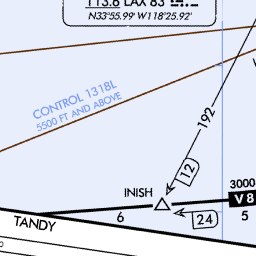 113.6 LAX 83
N33°55.99' W118°25.92'
CONTROL 1318L
5500 FT AND ABOVE
192
12
INISH
3000
V 8
TANDY
6
24
5